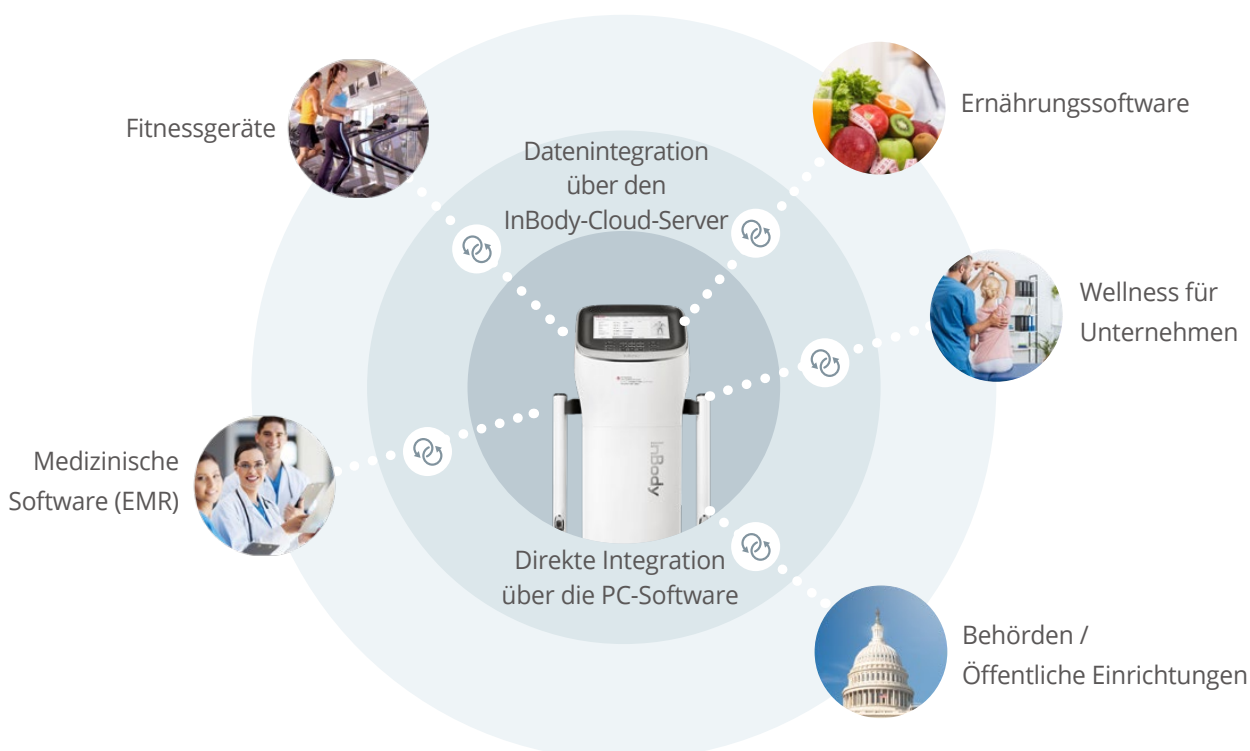 Fitnessgeräte
Ernährungssoftware
Datenintegration
über den
InBody-Cloud-Server
Wellness für
Unternehmen
Medizinische
Software (EMR)
InBody
Direkte Integration
über die PC-Software
Behörden /
Öffentliche Einrichtungen